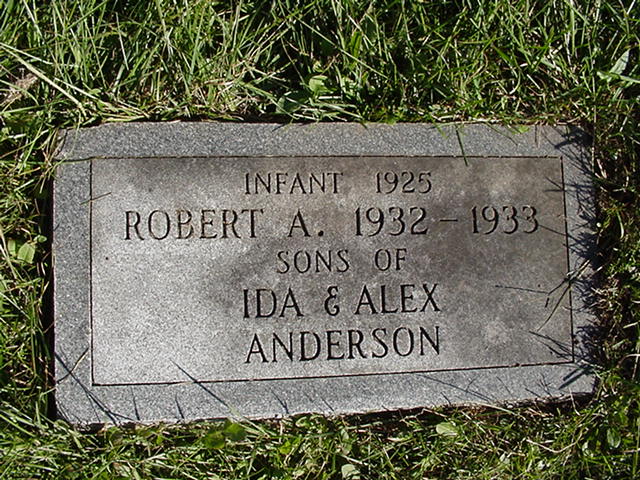 INFANT 1925
ROBERT A. 1932-1933
SONS OF
IDA & ALEX
ANDERSON